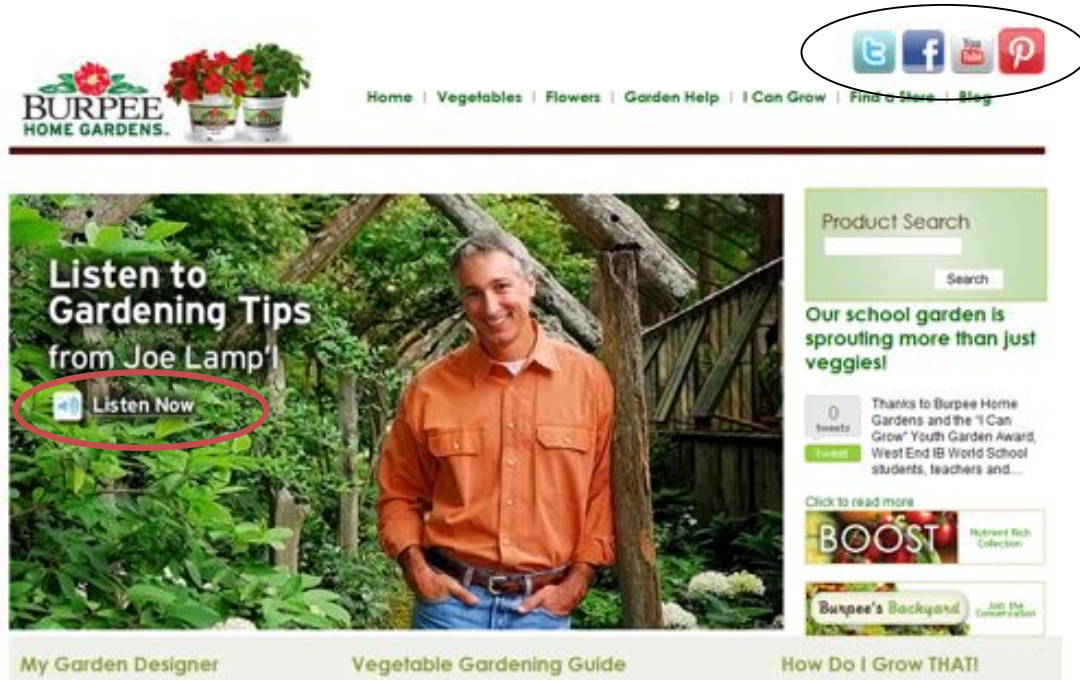 BURPEE
HOME GARDENS
You
Tube
Home | Vegetables | Flowers | Garden Help | I Can Grow | Find a Store | Blog
Listen to
Gardening Tips
from Joe Lamp'l
Listen Now
Product Search
Search
Our school garden is
sprouting more than just
veggies!
0
tweets
Tweet
Thanks to Burpee Home
Gardens and the "I Can
Grow" Youth Garden Award,
West End IB World School
students, teachers and....
Click to read more
BOOST
Nutrient Rich
Collection
Burpee's Backyard
Join the
Conversation
My Garden Designer
Vegetable Gardening Guide
How Do I Grow THAT!